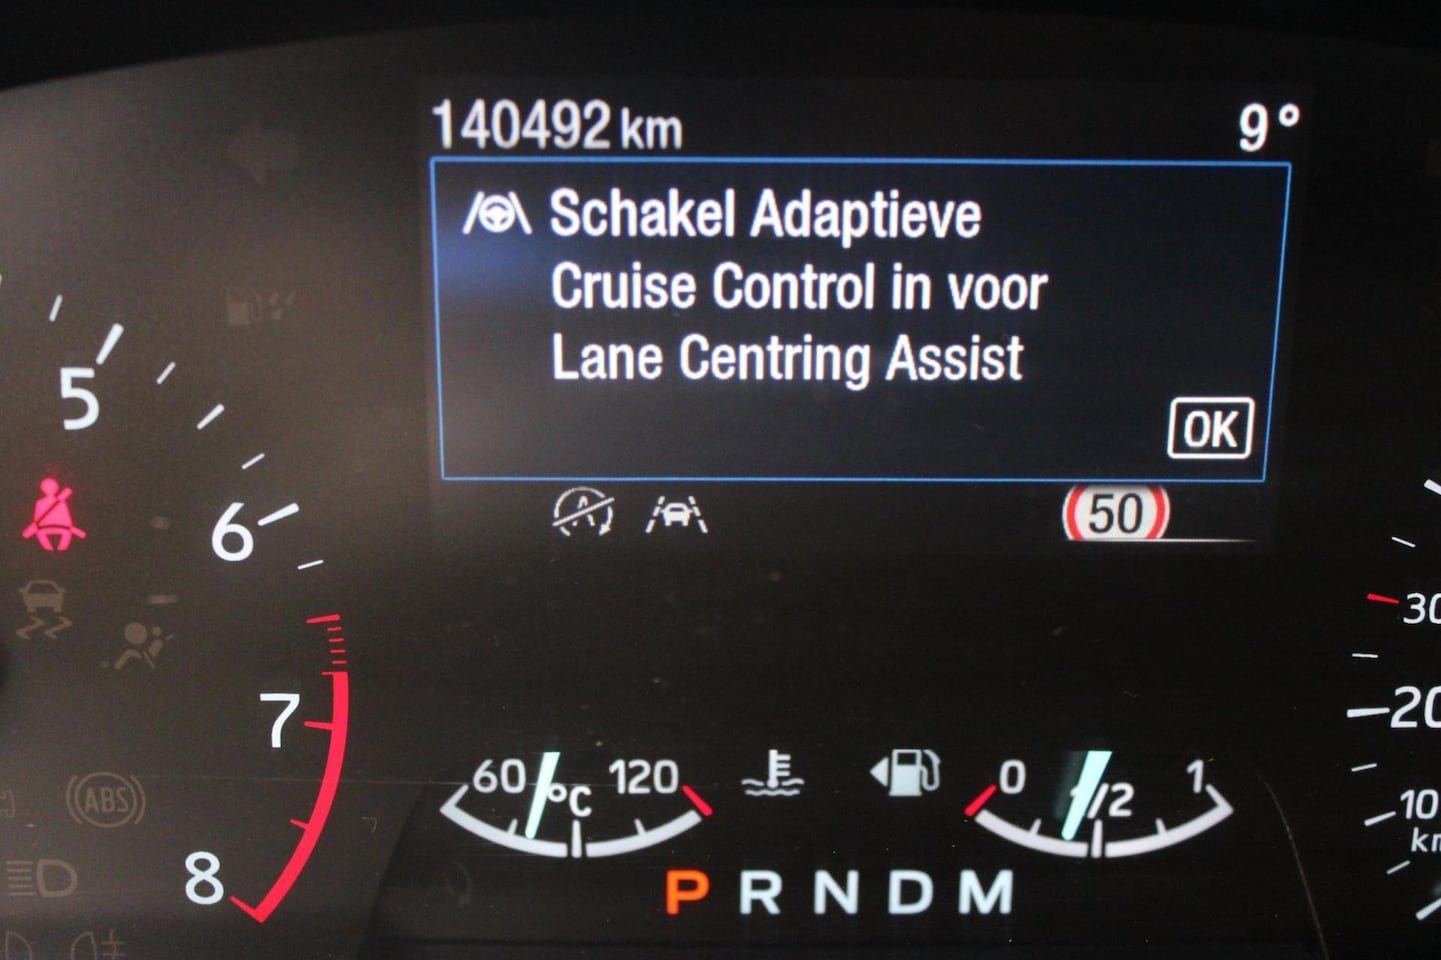 140492 km 9°
Schakel Adaptieve
Cruise Control in voor
Lane Centring Assist
OK
5
50
6
30
7
20
60 °C 120
0 1/2 1
ABS
10
8
P R N D M